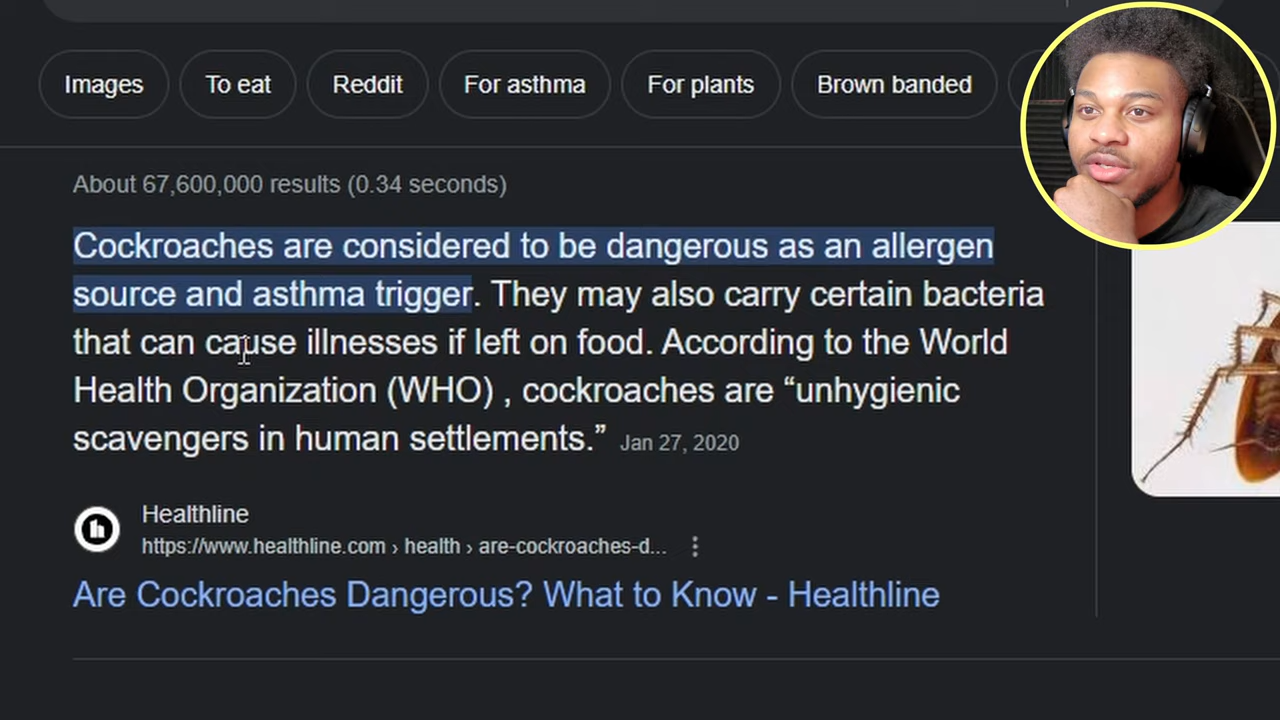 Images To eat Reddit For asthma For plants Brown banded
About 67,600,000 results (0.34 seconds)
Cockroaches are considered to be dangerous as an allergen
source and asthma trigger. They may also carry certain bacteria
that can cause illnesses if left on food. According to the World
Health Organization (WHO) , cockroaches are “unhygienic
scavengers in human settlements.” Jan 27, 2020
Healthline
https://www.healthline.com › health › are-cockroaches-d...
Are Cockroaches Dangerous? What to Know - Healthline